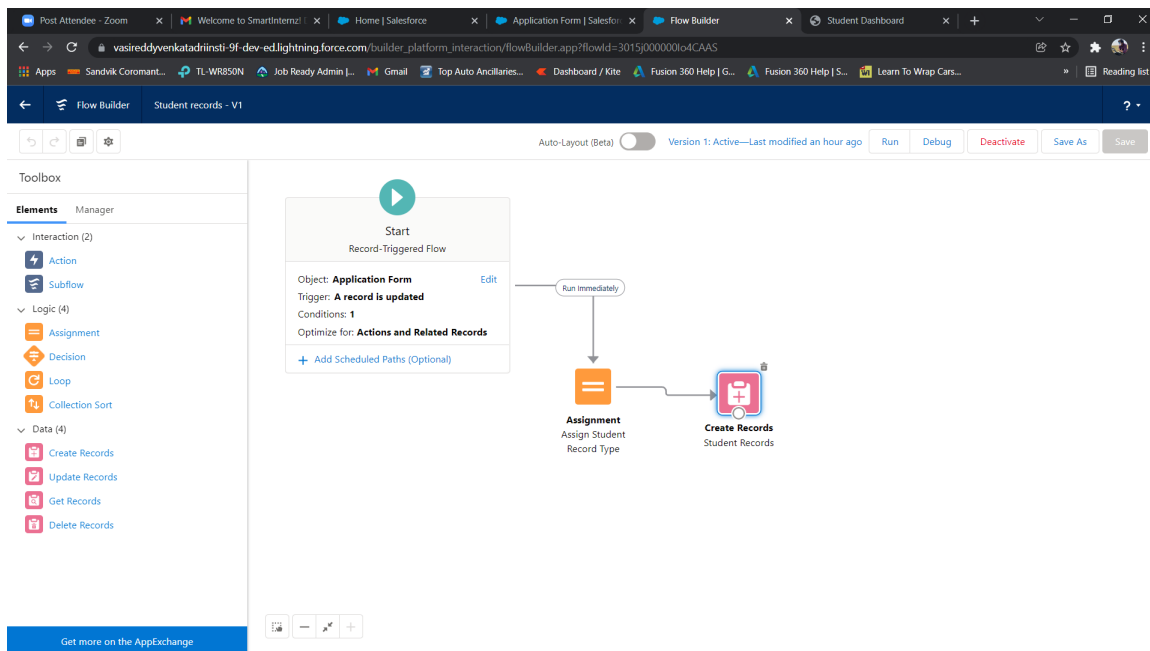 Post Attendee - Zoom
Welcome to SmartInternz!
Home | Salesforce
Application Form | Salesfor
Flow Builder
Student Dashboard
vasireddyvenkatadriinsti-9f-dev-ed.lightning.force.com/builder_platform_interaction/flowBuilder.app?flowId=3015j000000Io4CAAS
Apps
Sandvik Coromant...
TL-WR850N
Job Ready Admin |...
Gmail
Top Auto Ancillaries...
Dashboard / Kite
Fusion 360 Help | G...
Fusion 360 Help | S...
Learn To Wrap Cars...
»
Reading list
Flow Builder
Student records - V1
?
Auto-Layout (Beta)
Version 1: Active—Last modified an hour ago
Run
Debug
Deactivate
Save As
Save
Toolbox
Elements
Manager
Interaction (2)
Action
Subflow
Logic (4)
Assignment
Decision
Loop
Collection Sort
Data (4)
Create Records
Update Records
Get Records
Delete Records
Get more on the AppExchange
Start
Record-Triggered Flow
Object: Application Form
Edit
Trigger: A record is updated
Conditions: 1
Optimize for: Actions and Related Records
+ Add Scheduled Paths (Optional)
Run Immediately
Assignment
Assign Student
Record Type
Create Records
Student Records